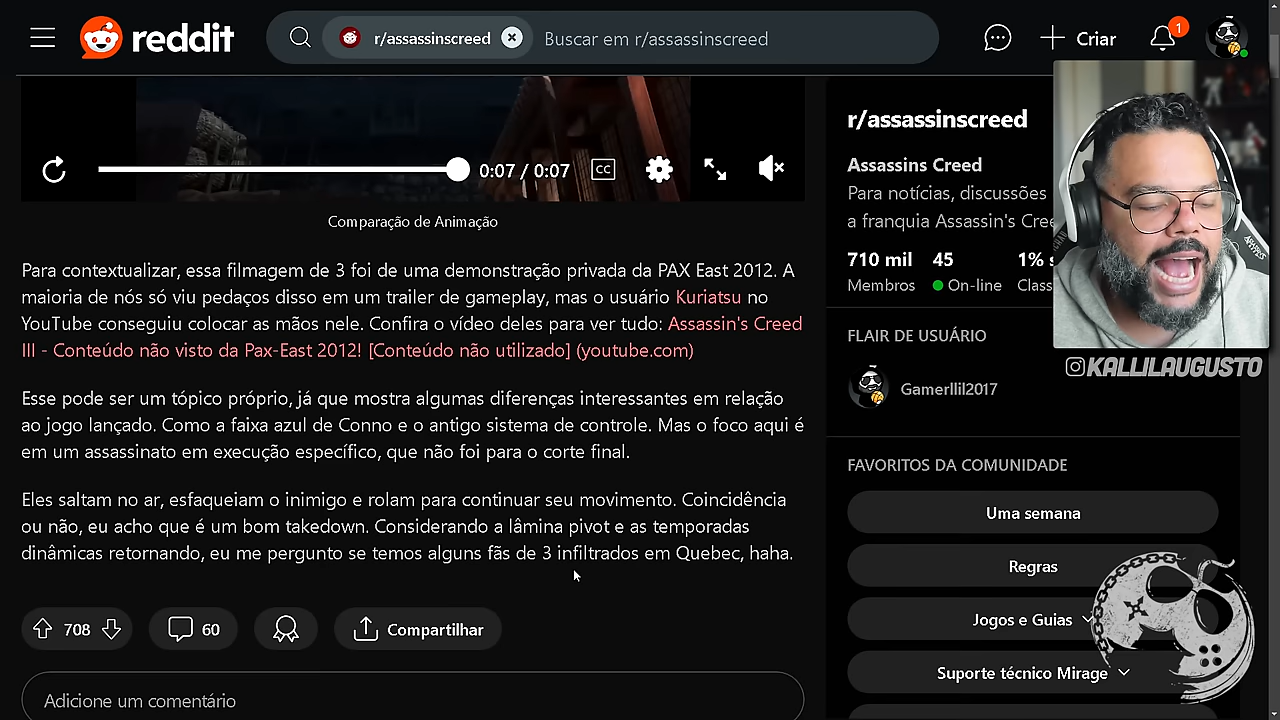 reddit
r/assassinscreed
Buscar em r/assassinscreed
Criar
1
0:07 / 0:07
CC
Comparação de Animação
Para contextualizar, essa filmagem de 3 foi de uma demonstração privada da PAX East 2012. A
maioria de nós só viu pedaços disso em um trailer de gameplay, mas o usuário Kuriatsu no
YouTube conseguiu colocar as mãos nele. Confira o vídeo deles para ver tudo: Assassin's Creed
III - Conteúdo não visto da Pax-East 2012! [Conteúdo não utilizado] (youtube.com)
Esse pode ser um tópico próprio, já que mostra algumas diferenças interessantes em relação
ao jogo lançado. Como a faixa azul de Conno e o antigo sistema de controle. Mas o foco aqui é
em um assassinato em execução específico, que não foi para o corte final.
Eles saltam no ar, esfaqueiam o inimigo e rolam para continuar seu movimento. Coincidência
ou não, eu acho que é um bom takedown. Considerando a lâmina pivot e as temporadas
dinâmicas retornando, eu me pergunto se temos alguns fãs de 3 infiltrados em Quebec, haha.
708
60
Compartilhar
Adicione um comentário
r/assassinscreed
Assassins Creed
Para notícias, discussões
a franquia Assassin's Cree
710 mil
45
1%
Membros
On-line
Class
KALLILAUGUSTO
FLAIR DE USUÁRIO
Gamerllil2017
FAVORITOS DA COMUNIDADE
Uma semana
Regras
Jogos e Guias
Suporte técnico Mirage